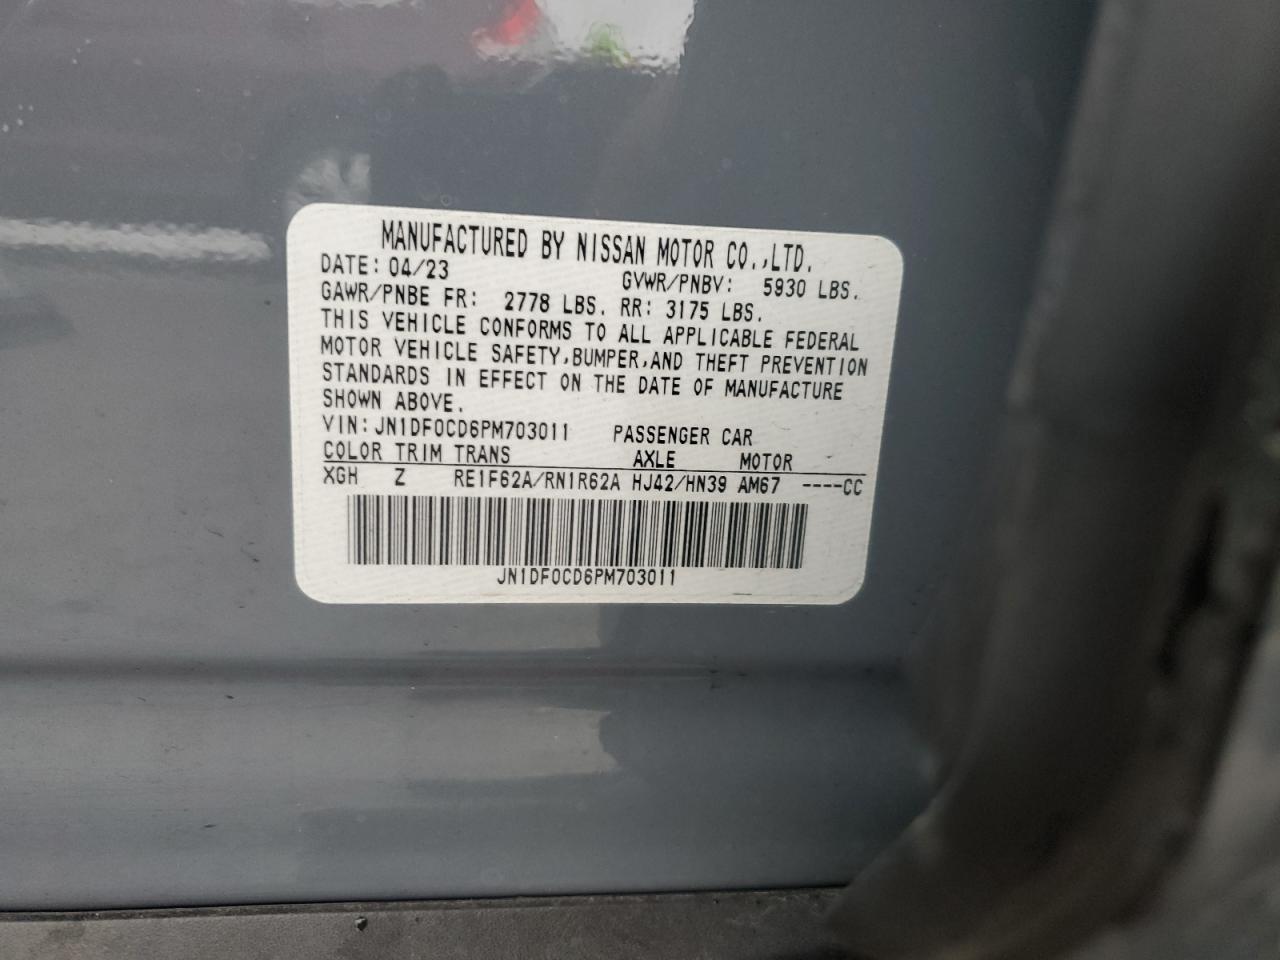 MANUFACTURED BY NISSAN MOTOR CO.,LTD.
DATE: 04/23 GVWR/PNBV: 5930 LBS.
GAWR/PNBE FR: 2778 LBS. RR: 3175 LBS.
THIS VEHICLE CONFORMS TO ALL APPLICABLE FEDERAL
MOTOR VEHICLE SAFETY,BUMPER,AND THEFT PREVENTION
STANDARDS IN EFFECT ON THE DATE OF MANUFACTURE
SHOWN ABOVE.
VIN: JN1DF0CD6PM703011 PASSENGER CAR
COLOR TRIM TRANS AXLE MOTOR
XGH Z RE1F62A/RN1R62A HJ42/HN39 AM67 ----CC
JN1DF0CD6PM703011